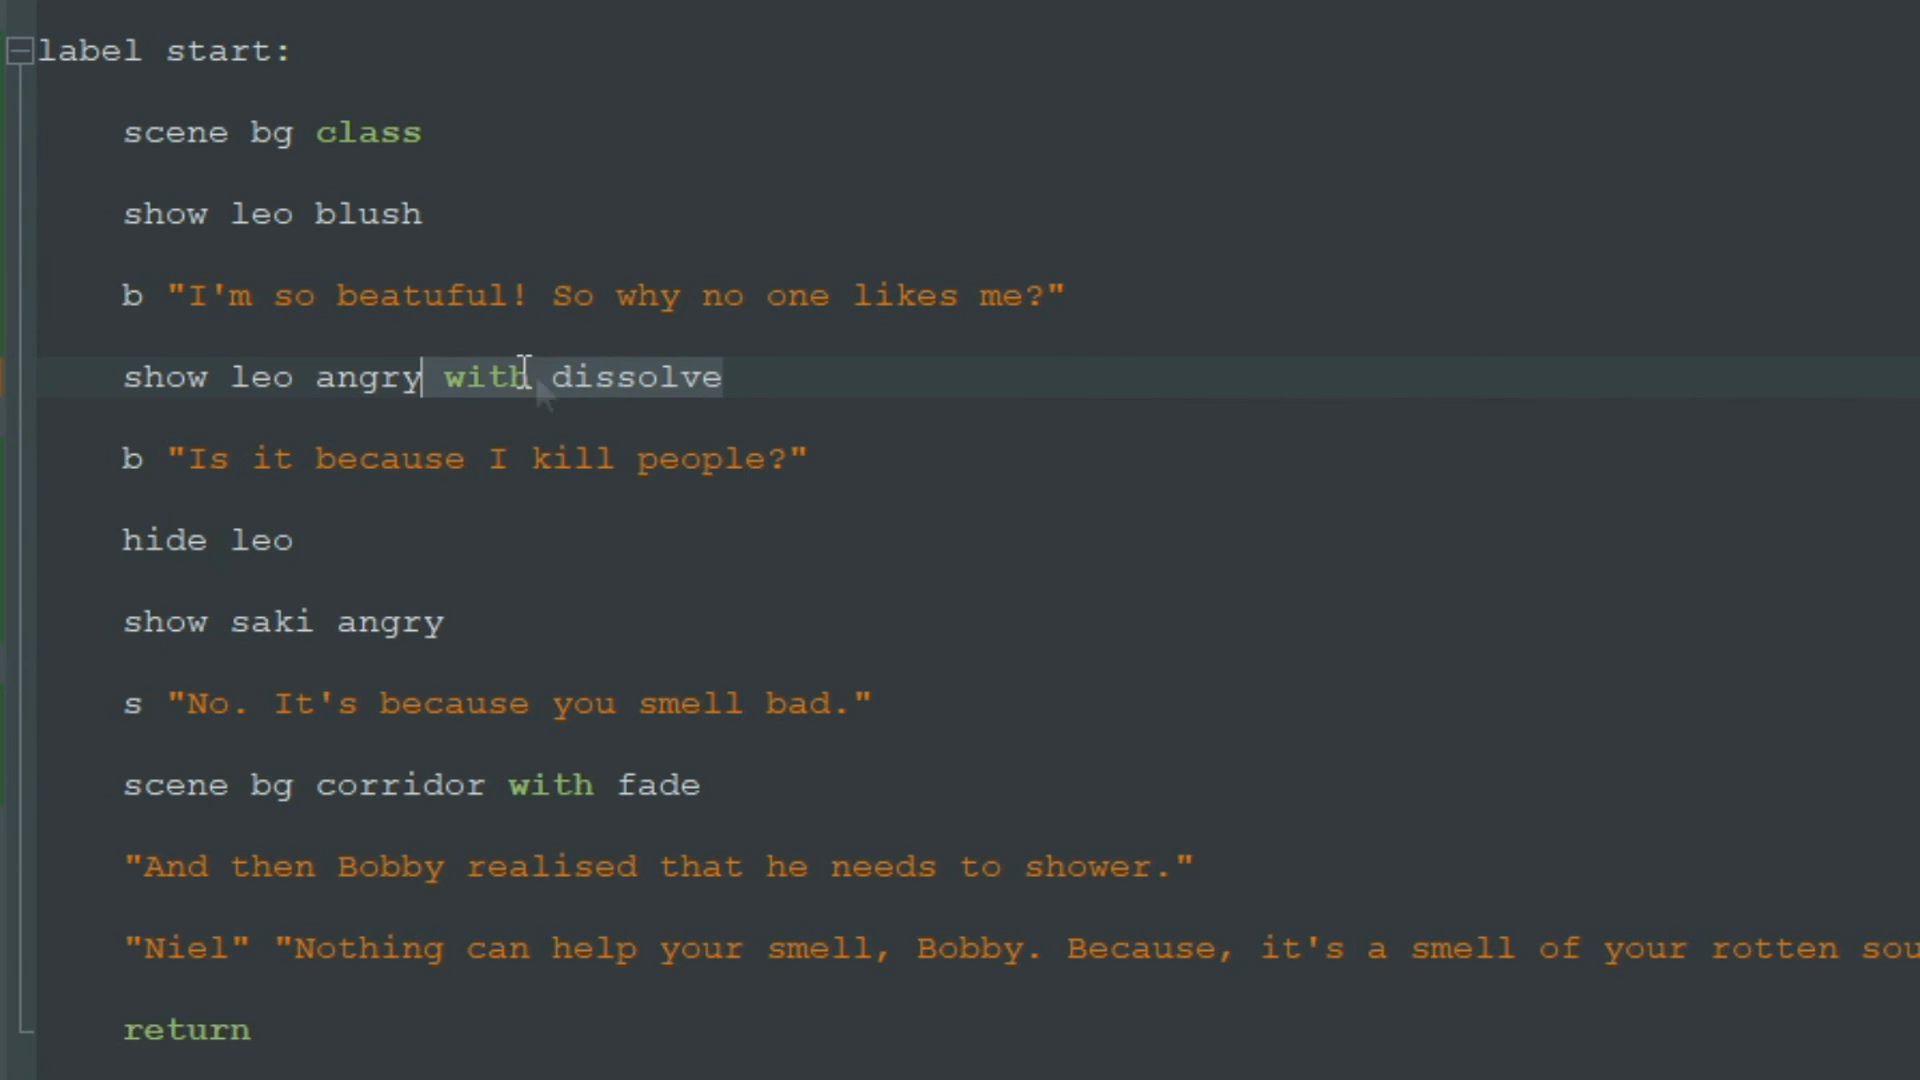 label start:
scene bg class
show leo blush
b "I'm so beatuful! So why no one likes me?"
show leo angry with dissolve
b "Is it because I kill people?"
hide leo
show saki angry
s "No. It's because you smell bad."
scene bg corridor with fade
"And then Bobby realised that he needs to shower."
"Niel" "Nothing can help your smell, Bobby. Because, it's a smell of your rotten sou
return